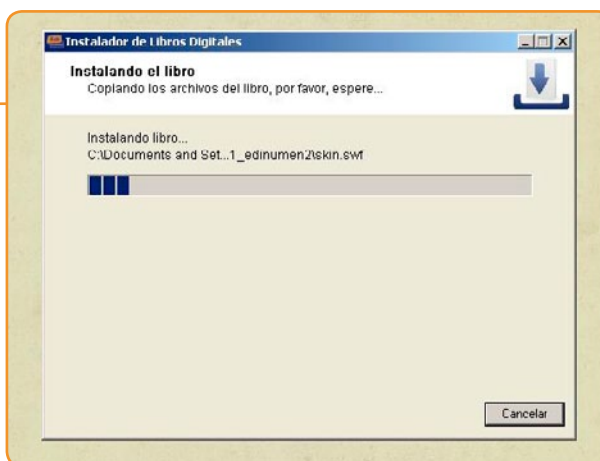 Instalador de Libros Digitales
Instalando el libro
Copiando los archivos del libro, por favor, espere...
Instalando libro...
C:\Documents and Set...1_edinumen2\skin.swf
Cancelar